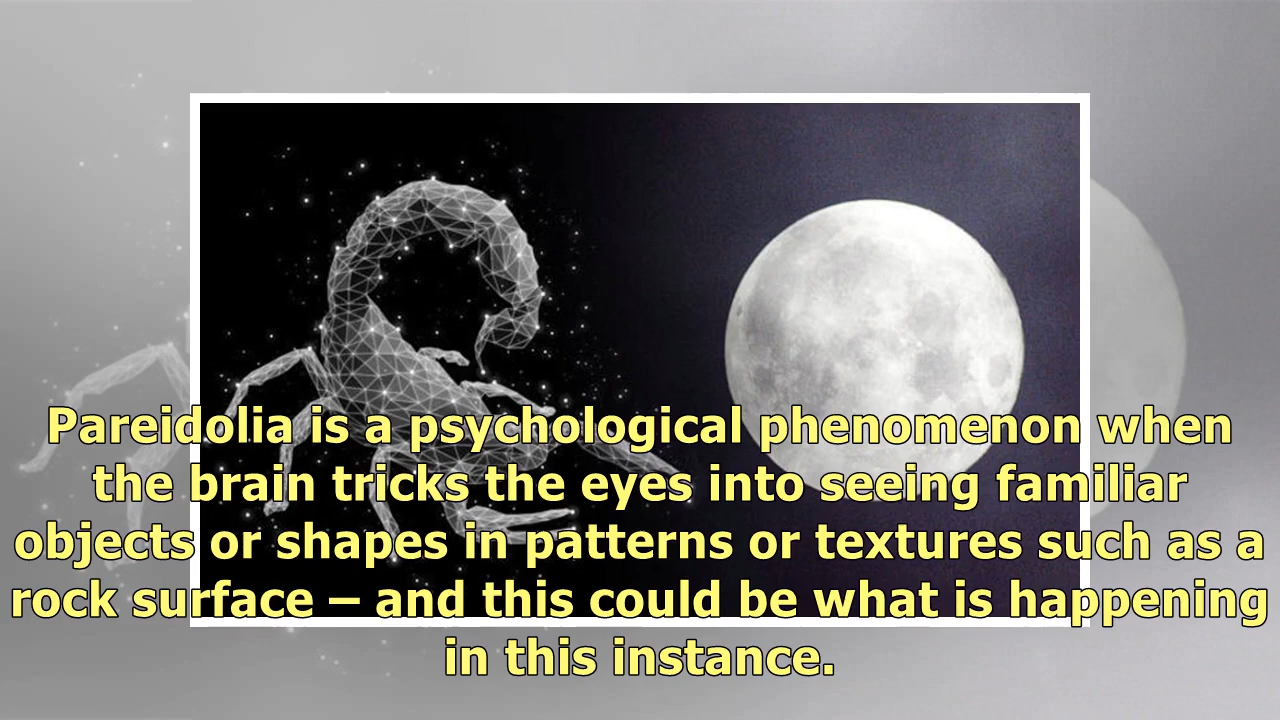 Pareidolia is a psychological phenomenon when
the brain tricks the eyes into seeing familiar
objects or shapes in patterns or textures such as a
rock surface – and this could be what is happening
in this instance.